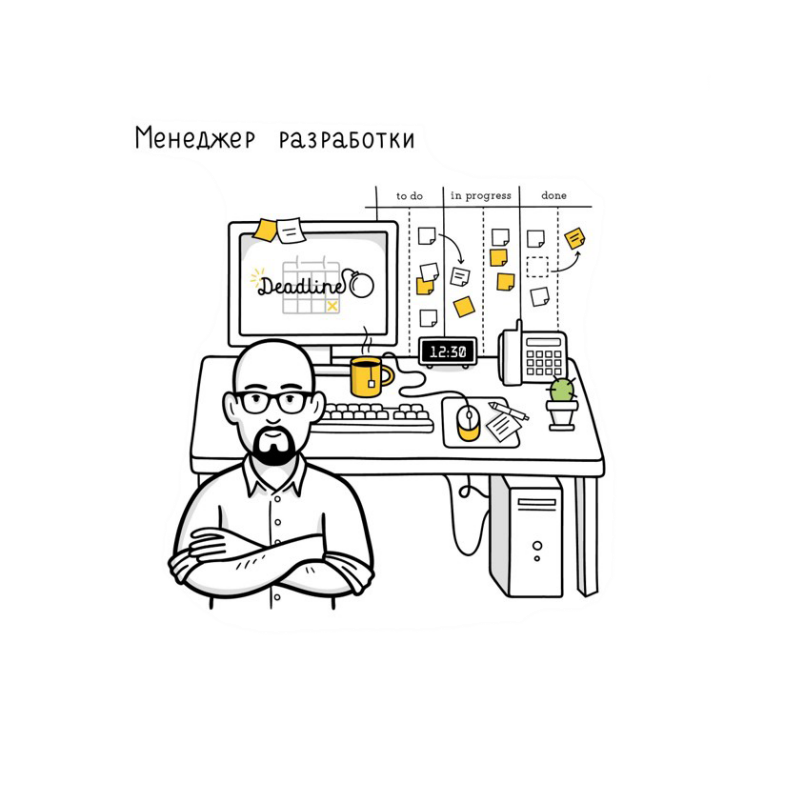 Менеджер разработки
to do
in progress
done
Deadline
12:30